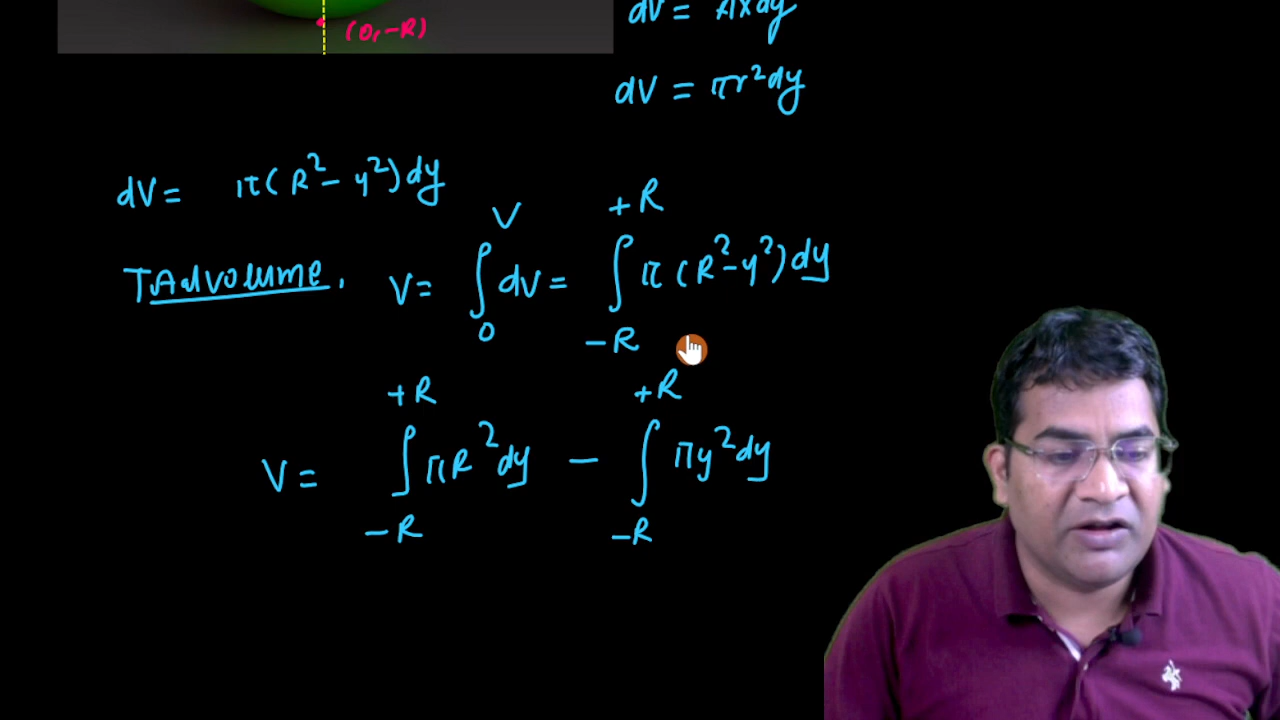 (0, -R)
dV = A x dy
dV = πr²dy
dV = π(R² - y²)dy
V
+R
TAdvolume. V = ∫ dV = ∫ π(R² - y²)dy
0
-R
+R +R
V = ∫ πR²dy - ∫ πy²dy
-R -R